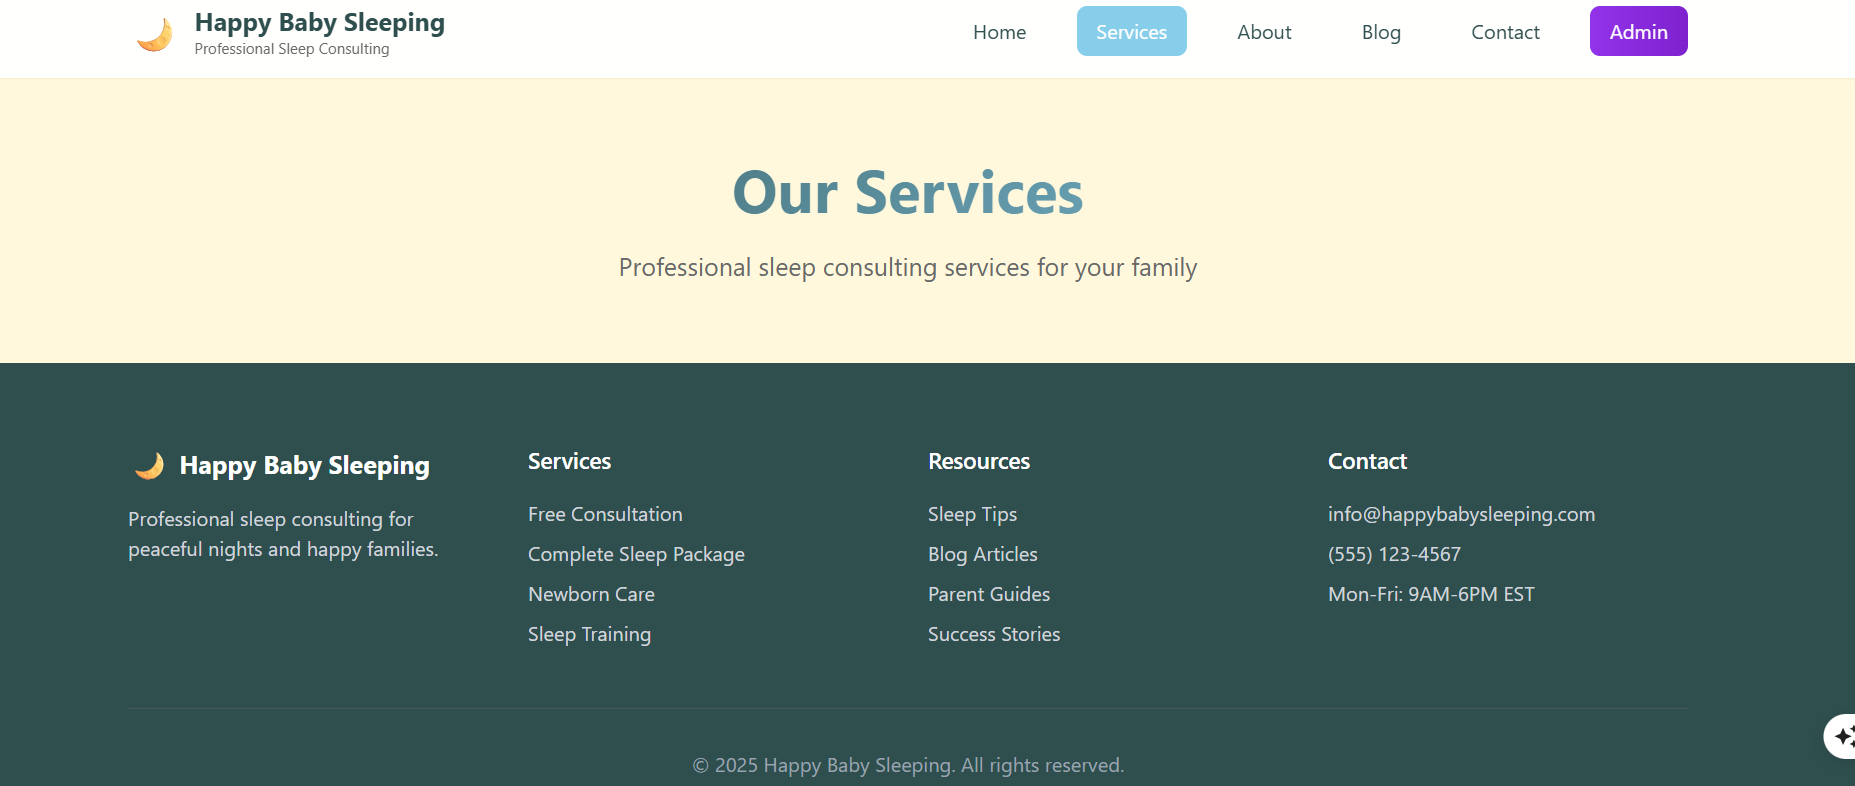 Happy Baby Sleeping
Professional Sleep Consulting
Home
Services
About
Blog
Contact
Admin
Our Services
Professional sleep consulting services for your family
Happy Baby Sleeping
Professional sleep consulting for
peaceful nights and happy families.
Services
Free Consultation
Complete Sleep Package
Newborn Care
Sleep Training
Resources
Sleep Tips
Blog Articles
Parent Guides
Success Stories
Contact
info@happybabysleeping.com
(555) 123-4567
Mon-Fri: 9AM-6PM EST
© 2025 Happy Baby Sleeping. All rights reserved.